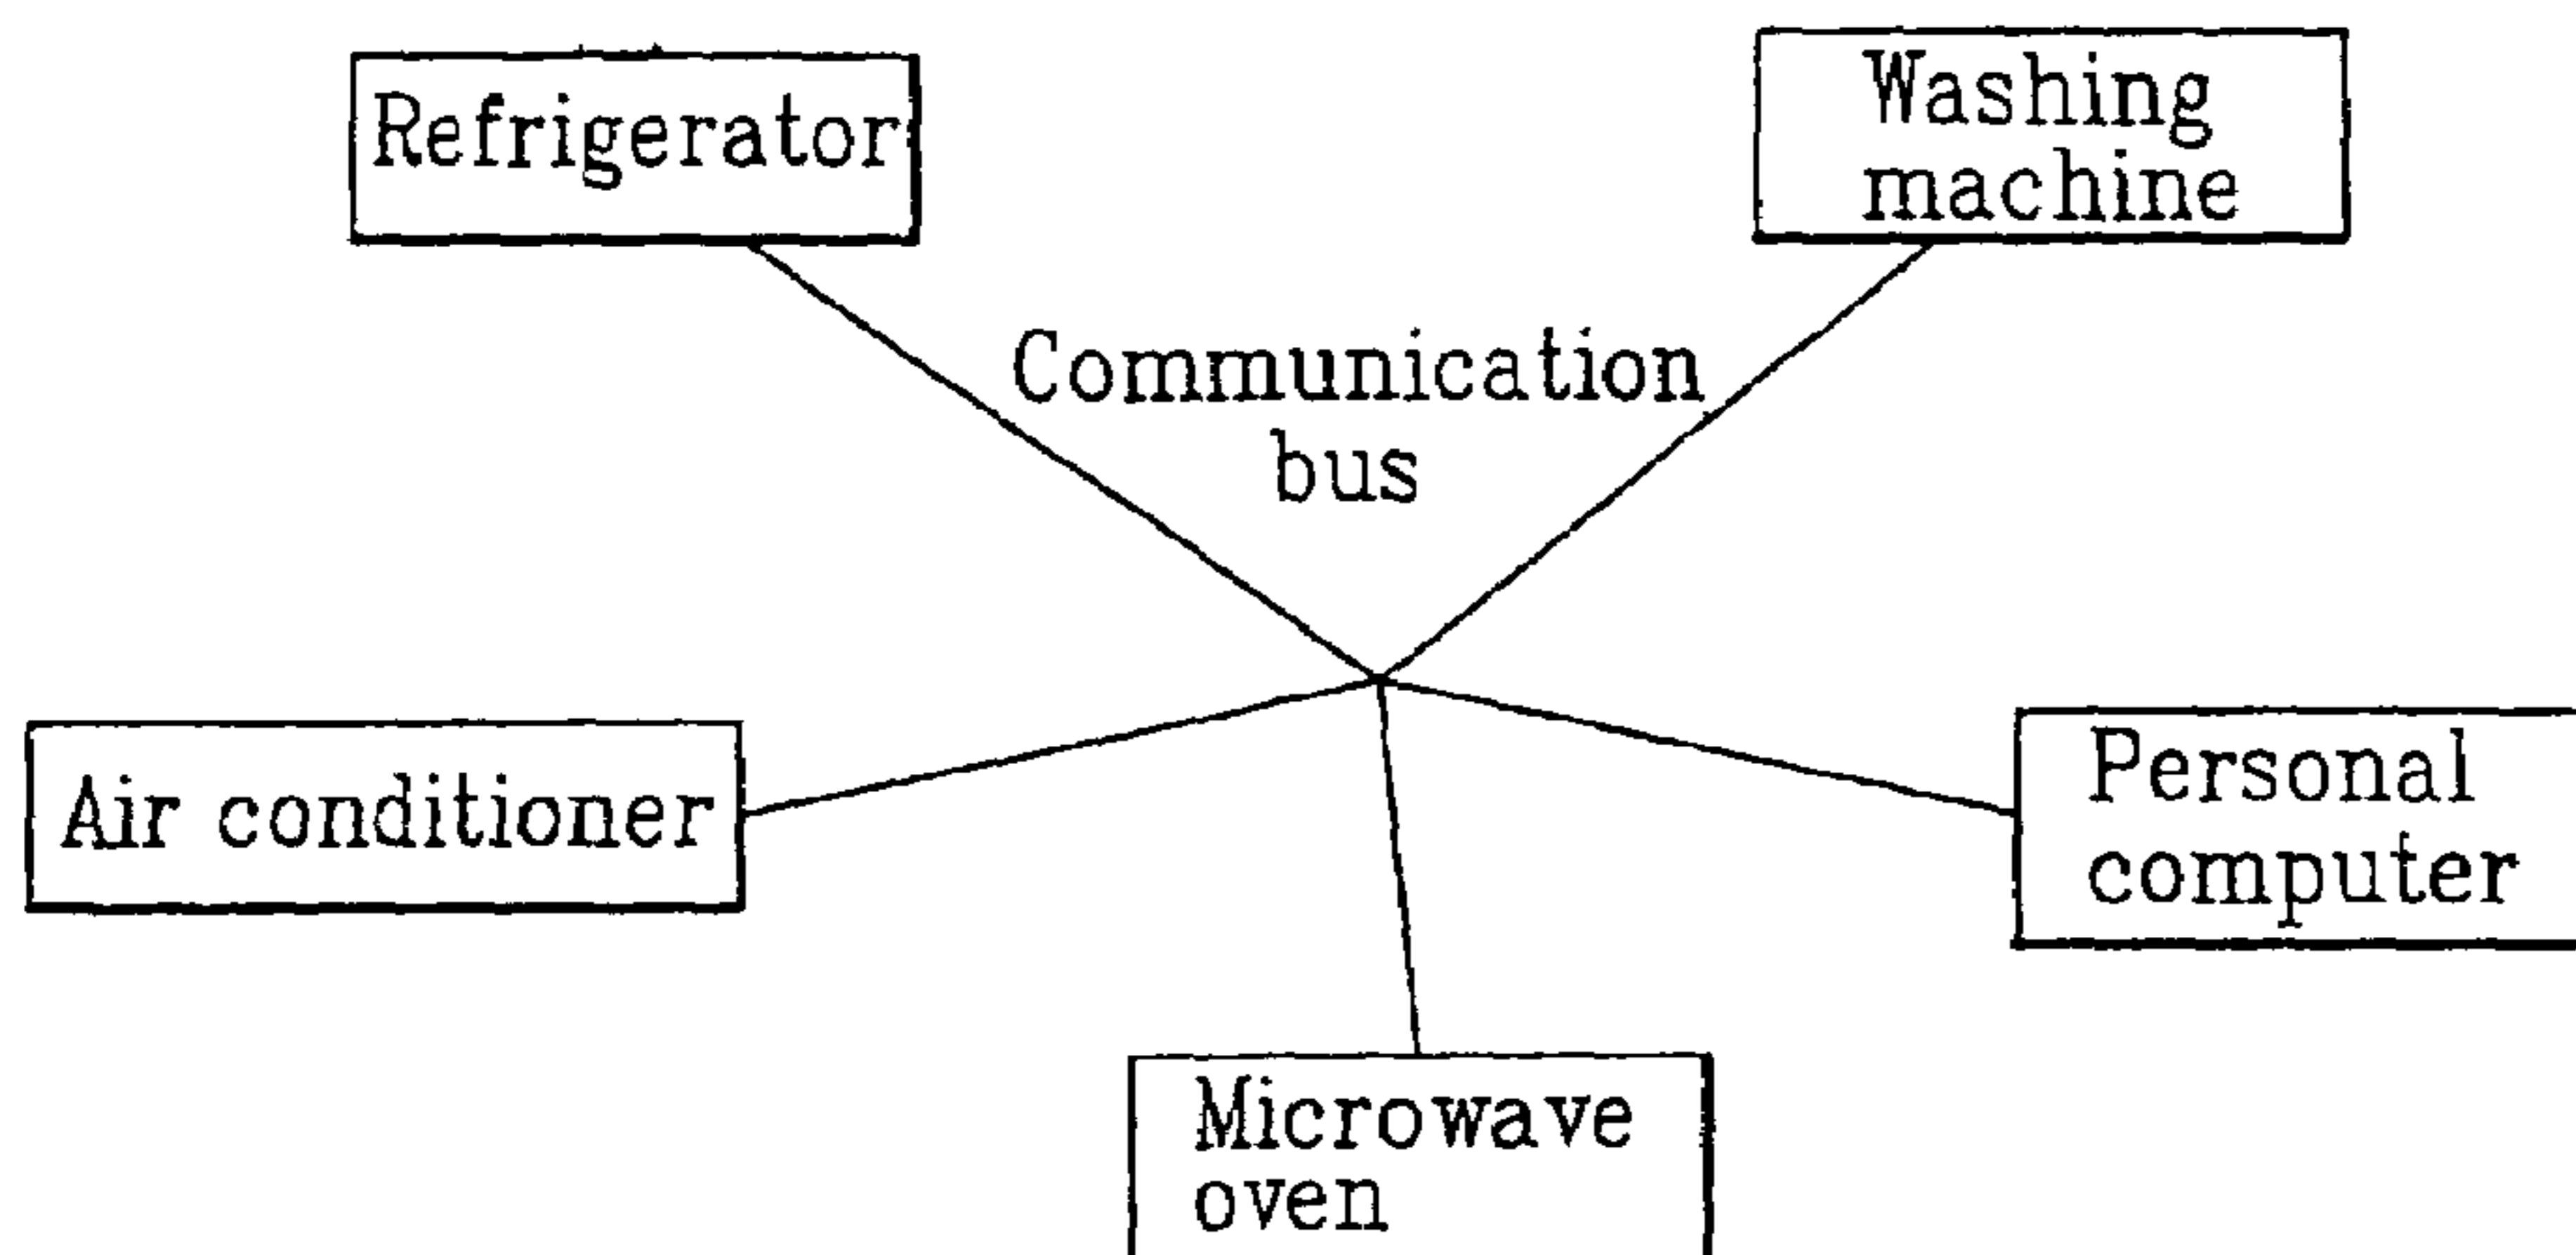 Refrigerator
Washing
machine
Communication
bus
Air conditioner
Personal
computer
Microwave
oven